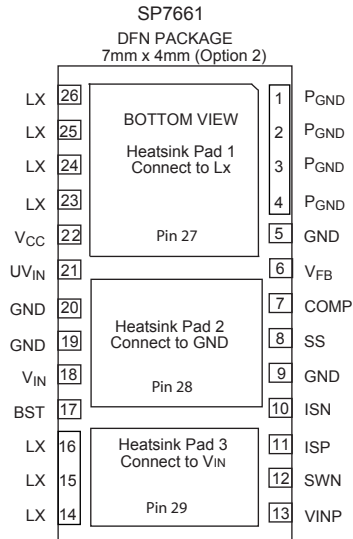 SP7661
DFN PACKAGE
7mm x 4mm (Option 2)
BOTTOM VIEW
Heatsink Pad 1
Connect to Lx
Pin 27
Heatsink Pad 2
Connect to GND
Pin 28
Heatsink Pad 3
Connect to VIN
Pin 29
LX 26
LX 25
LX 24
LX 23
VCC 22
UVIN 21
GND 20
GND 19
VIN 18
BST 17
LX 16
LX 15
LX 14
1 PGND
2 PGND
3 PGND
4 PGND
5 GND
6 VFB
7 COMP
8 SS
9 GND
10 ISN
11 ISP
12 SWN
13 VINP